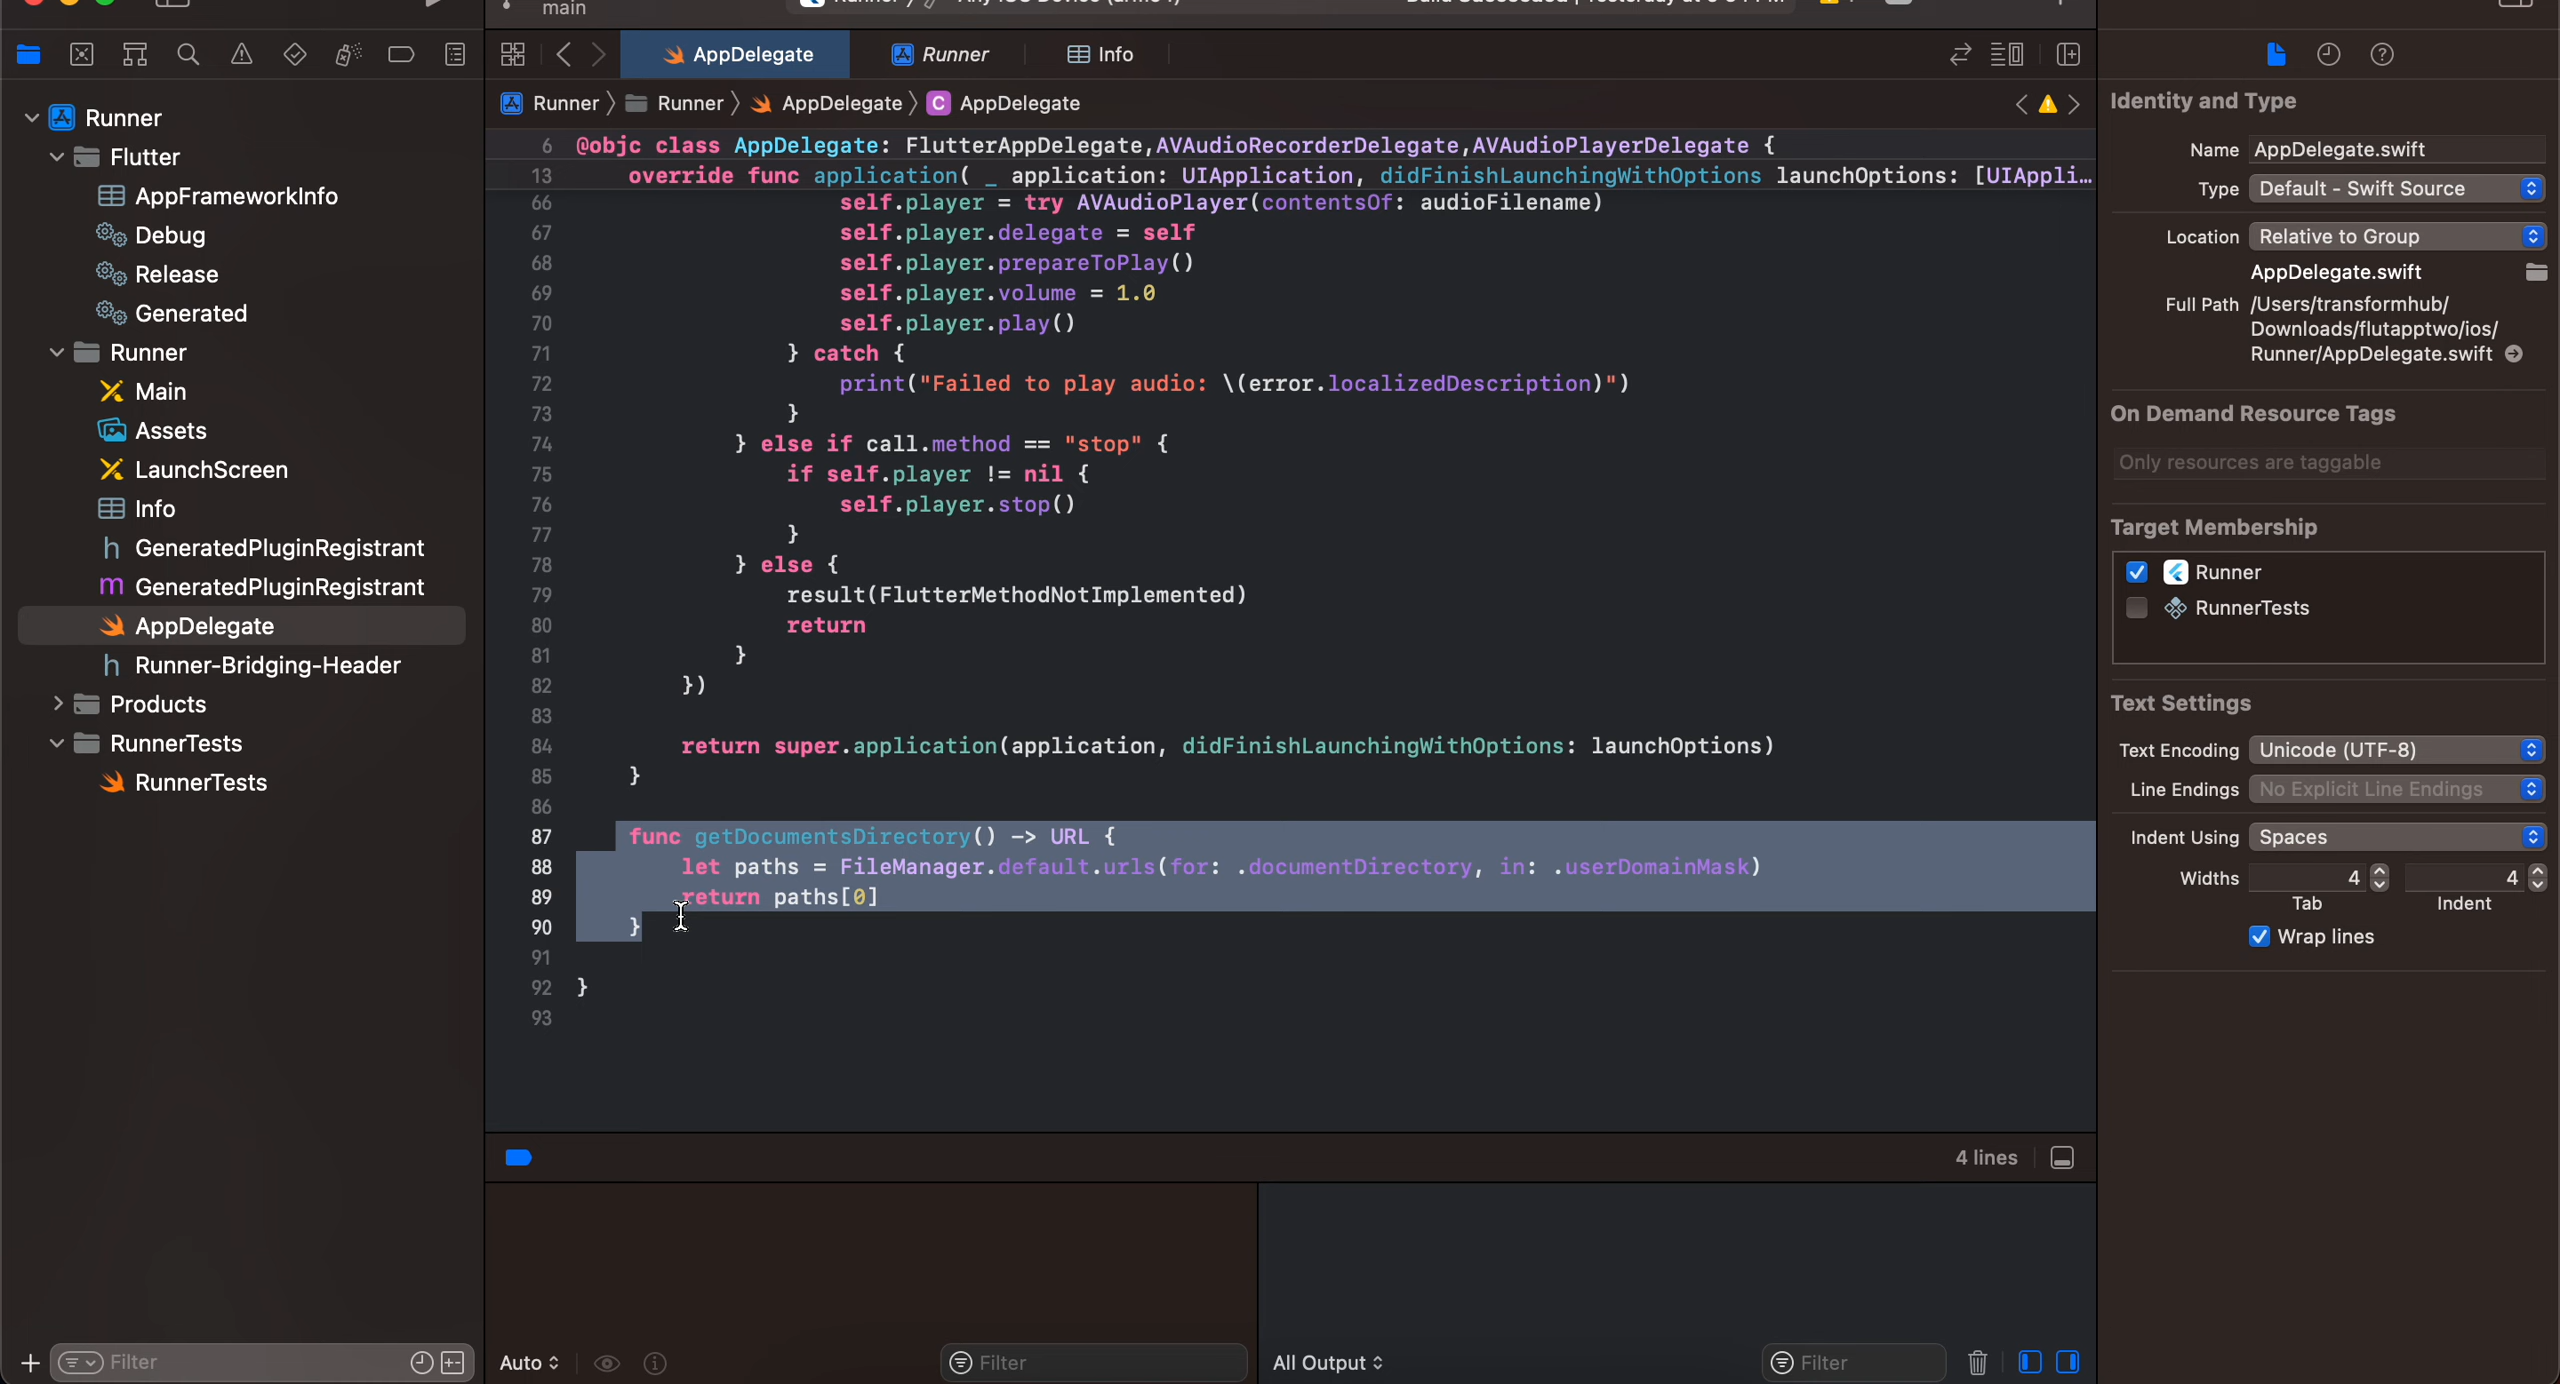 main
AppDelegate
Runner
Info
Runner
Runner
AppDelegate
AppDelegate
Runner
Flutter
AppFrameworkInfo
Debug
Release
Generated
Runner
Main
Assets
LaunchScreen
Info
GeneratedPluginRegistrant
GeneratedPluginRegistrant
AppDelegate
Runner-Bridging-Header
Products
RunnerTests
RunnerTests
Filter
6 @objc class AppDelegate: FlutterAppDelegate,AVAudioRecorderDelegate,AVAudioPlayerDelegate {
13 override func application( _ application: UIApplication, didFinishLaunchingWithOptions launchOptions: [UIAppli…
66 self.player = try AVAudioPlayer(contentsOf: audioFilename)
67 self.player.delegate = self
68 self.player.prepareToPlay()
69 self.player.volume = 1.0
70 self.player.play()
71 } catch {
72 print("Failed to play audio: \(error.localizedDescription)")
73 }
74 } else if call.method == "stop" {
75 if self.player != nil {
76 self.player.stop()
77 }
78 } else {
79 result(FlutterMethodNotImplemented)
80 return
81 }
82 })
83
84 return super.application(application, didFinishLaunchingWithOptions: launchOptions)
85 }
86
87 func getDocumentsDirectory() -> URL {
88 let paths = FileManager.default.urls(for: .documentDirectory, in: .userDomainMask)
89 return paths[0]
90 }
91
92 }
93
4 lines
Auto
Filter
All Output
Filter
Identity and Type
Name AppDelegate.swift
Type Default - Swift Source
Location Relative to Group
AppDelegate.swift
Full Path /Users/transformhub/
Downloads/flutapptwo/ios/
Runner/AppDelegate.swift
On Demand Resource Tags
Only resources are taggable
Target Membership
Runner
RunnerTests
Text Settings
Text Encoding Unicode (UTF-8)
Line Endings No Explicit Line Endings
Indent Using Spaces
Widths 4 4
Tab Indent
Wrap lines